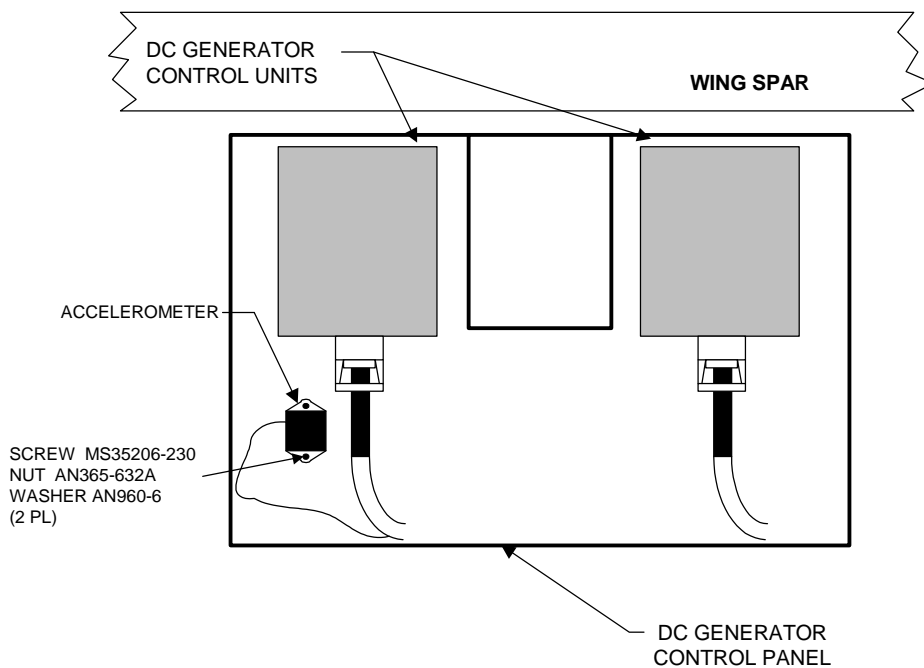 DC GENERATOR
CONTROL UNITS
WING SPAR
ACCELEROMETER
SCREW MS35206-230
NUT AN365-632A
WASHER AN960-6
(2 PL)
DC GENERATOR
CONTROL PANEL